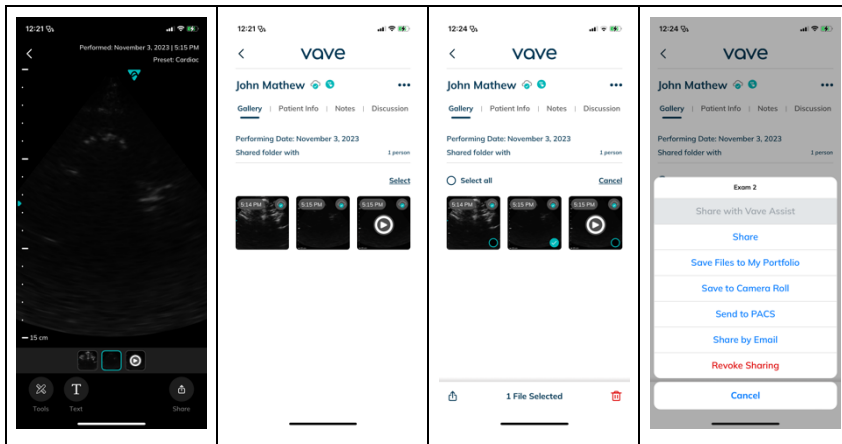 12:21
Performed: November 3, 2023 | 5:15 PM
Preset: Cardiac
15 cm
Tools
Text
Share
12:21
vave
John Mathew
Gallery | Patient Info | Notes | Discussion
Performing Date: November 3, 2023
Shared folder with 1 person
Select
5:14 PM
5:15 PM
5:15 PM
12:24
vave
John Mathew
Gallery | Patient Info | Notes | Discussion
Performing Date: November 3, 2023
Shared folder with 1 person
Select all Cancel
5:14 PM
5:15 PM
5:15 PM
1 File Selected
12:24
vave
John Mathew
Gallery | Patient Info | Notes | Discussion
Performing Date: November 3, 2023
Shared folder with 1 person
Exam 2
Share with Vave Assist
Share
Save Files to My Portfolio
Save to Camera Roll
Send to PACS
Share by Email
Revoke Sharing
Cancel